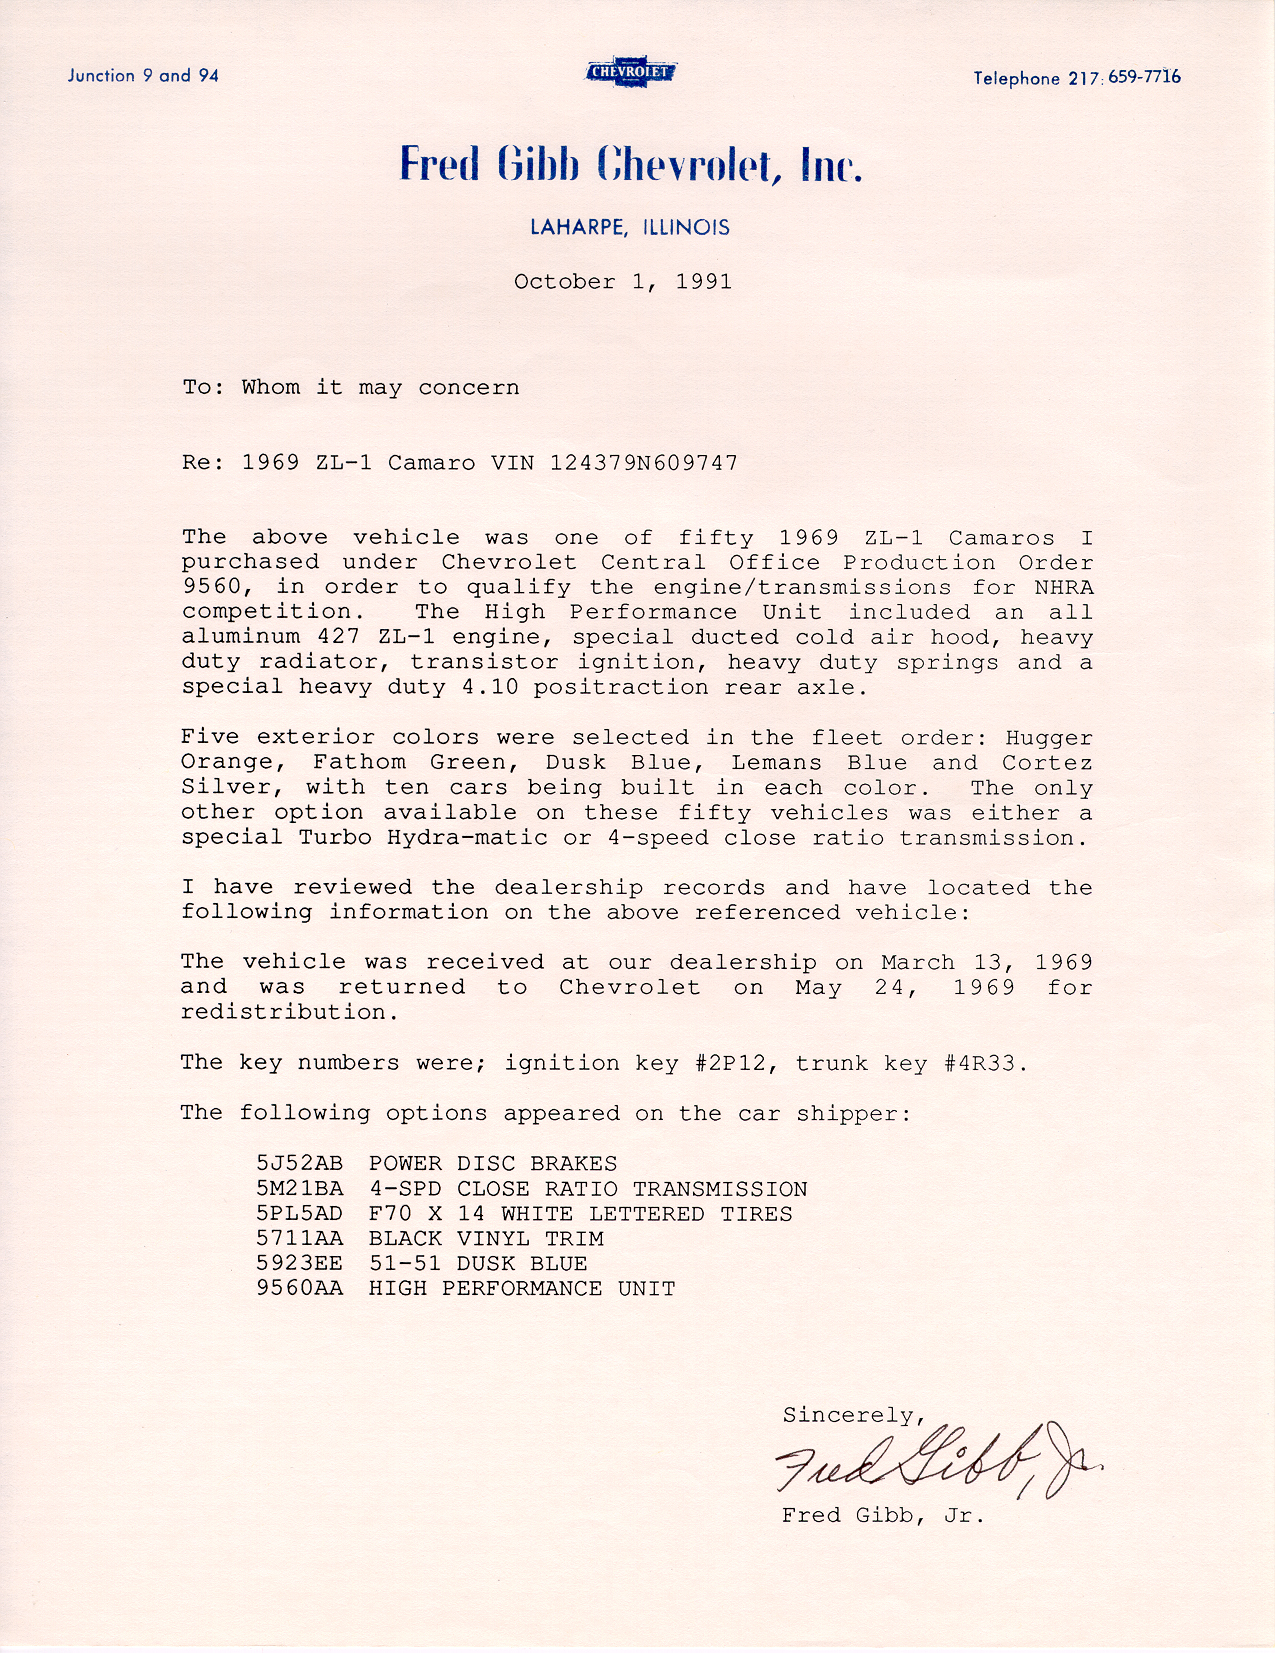 Junction 9 and 94
CHEVROLET
Telephone 217: 659-7716
Fred Gibb Chevrolet, Inc.
LAHARPE, ILLINOIS
October 1, 1991
To: Whom it may concern
Re: 1969 ZL-1 Camaro VIN 124379N609747
The above vehicle was one of fifty 1969 ZL-1 Camaros I
purchased under Chevrolet Central Office Production Order
9560, in order to qualify the engine/transmissions for NHRA
competition. The High Performance Unit included an all
aluminum 427 ZL-1 engine, special ducted cold air hood, heavy
duty radiator, transistor ignition, heavy duty springs and a
special heavy duty 4.10 positraction rear axle.
Five exterior colors were selected in the fleet order: Hugger
Orange, Fathom Green, Dusk Blue, Lemans Blue and Cortez
Silver, with ten cars being built in each color. The only
other option available on these fifty vehicles was either a
special Turbo Hydra-matic or 4-speed close ratio transmission.
I have reviewed the dealership records and have located the
following information on the above referenced vehicle:
The vehicle was received at our dealership on March 13, 1969
and was returned to Chevrolet on May 24, 1969 for
redistribution.
The key numbers were; ignition key #2P12, trunk key #4R33.
The following options appeared on the car shipper:
5J52AB POWER DISC BRAKES
5M21BA 4-SPD CLOSE RATIO TRANSMISSION
5PL5AD F70 X 14 WHITE LETTERED TIRES
5711AA BLACK VINYL TRIM
5923EE 51-51 DUSK BLUE
9560AA HIGH PERFORMANCE UNIT
Sincerely,
Fred Gibb, Jr.
Fred Gibb, Jr.